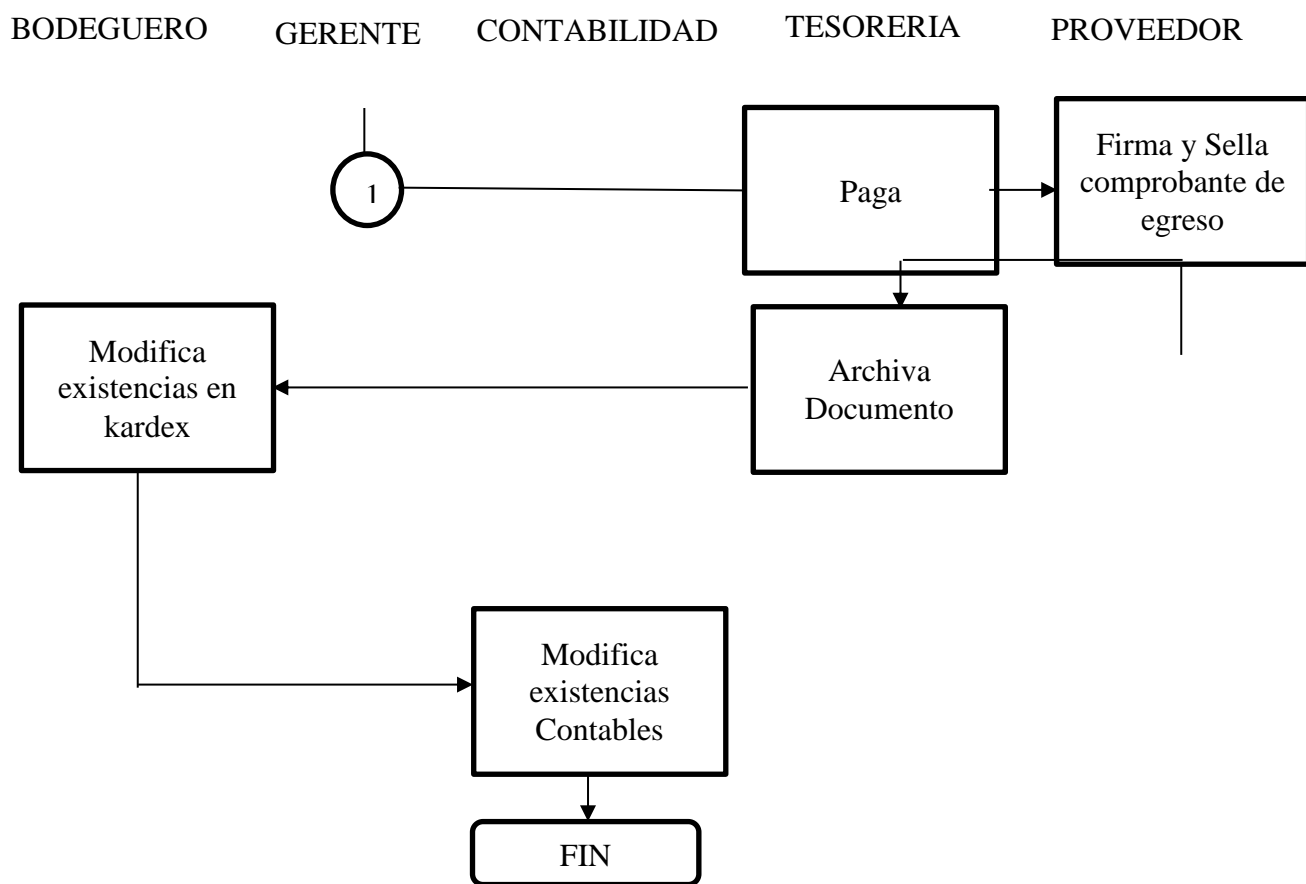 BODEGUERO GERENTE CONTABILIDAD TESORERIA PROVEEDOR
1
Paga
Firma y Sella
comprobante de
egreso
Modifica
existencias en
kardex
Archiva
Documento
Modifica
existencias
Contables
FIN